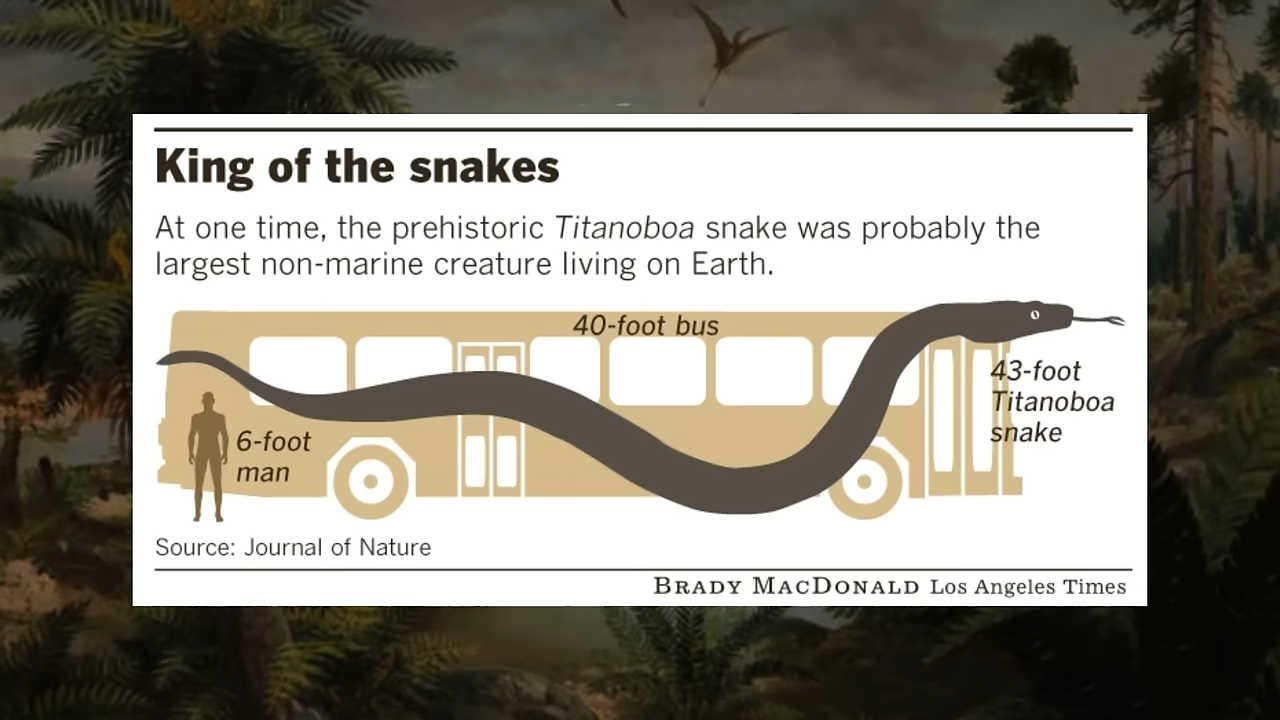 King of the snakes
At one time, the prehistoric Titanoboa snake was probably the
largest non-marine creature living on Earth.
40-foot bus
43-foot
Titanoboa
snake
6-foot
man
Source: Journal of Nature
Brady MacDonald Los Angeles Times